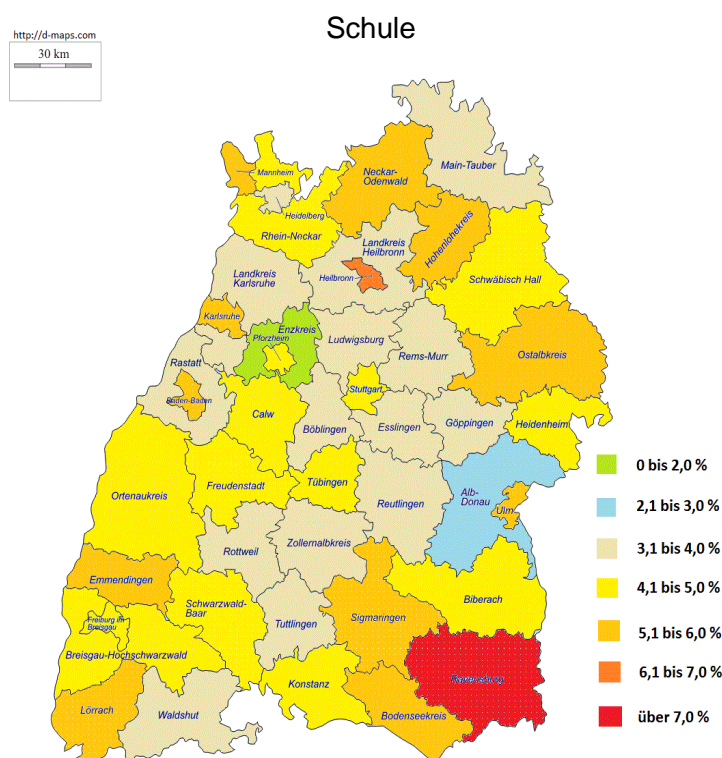 Schule
http://d-maps.com
30 km
Main-Tauber
Neckar-
Odenwald
Mannheim
Heidelberg
Rhein-Neckar
Hohenlohekreis
Landkreis
Heilbronn
Heilbronn
Landkreis
Karlsruhe
Schwäbisch Hall
Karlsruhe
Enzkreis
Pforzheim
Ludwigsburg
Rems-Murr
Ostalbkreis
Rastatt
Baden-Baden
Stuttgart
Calw
Böblingen
Esslingen
Göppingen
Heidenheim
0 bis 2,0 %
Ortenaukreis
Freudenstadt
Tübingen
Reutlingen
Alb-
Donau
Ulm
2,1 bis 3,0 %
Rottweil
Zollernalbkreis
3,1 bis 4,0 %
Emmendingen
4,1 bis 5,0 %
Schwarzwald-
Baar
Biberach
Freiburg im
Breisgau
Tuttlingen
Sigmaringen
5,1 bis 6,0 %
Breisgau-Hochschwarzwald
Konstanz
Ravensburg
6,1 bis 7,0 %
Lörrach
Waldshut
Bodenseekreis
über 7,0 %